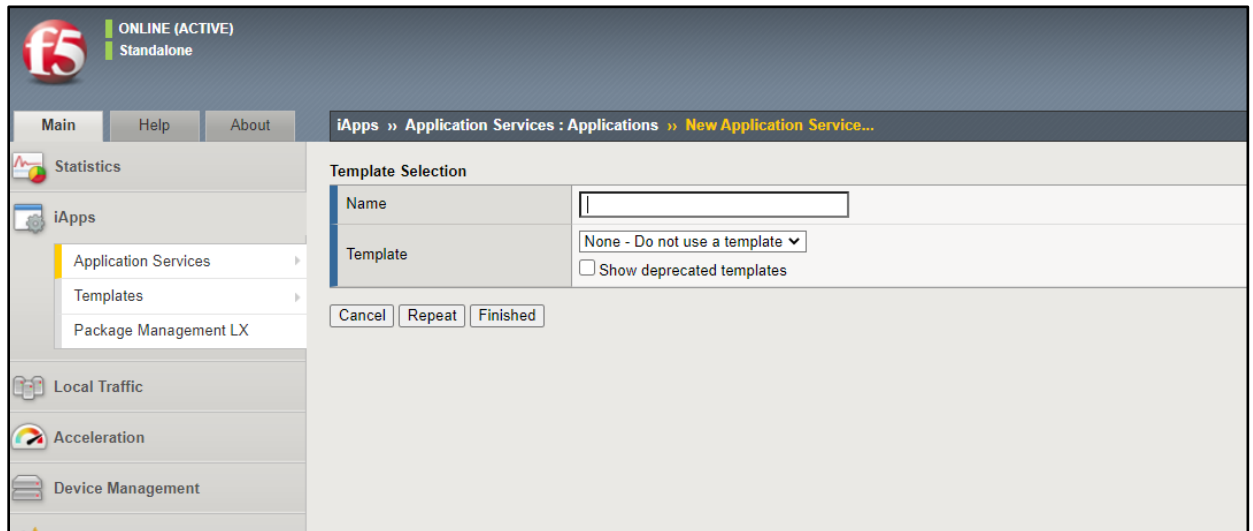 f5
ONLINE (ACTIVE)
Standalone
Main Help About
iApps ›› Application Services : Applications ›› New Application Service...
Statistics
iApps
Application Services
Templates
Package Management LX
Local Traffic
Acceleration
Device Management
Template Selection
Name
Template None - Do not use a template
Show deprecated templates
Cancel Repeat Finished